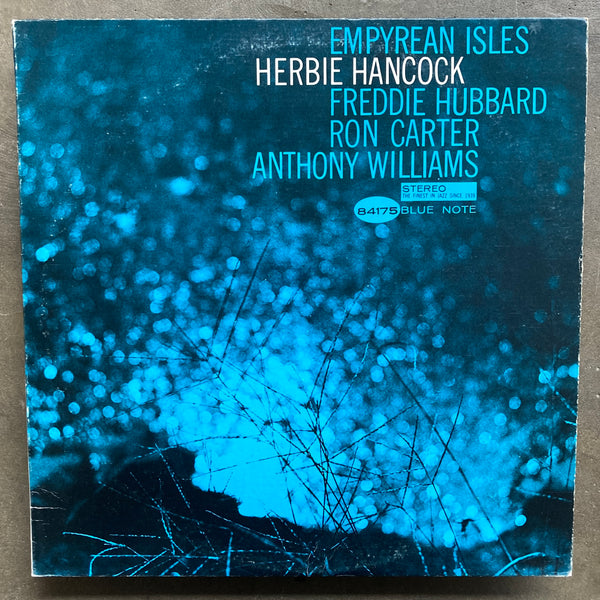 EMPYREAN ISLES
HERBIE HANCOCK
FREDDIE HUBBARD
RON CARTER
ANTHONY WILLIAMS
STEREO
THE FINEST IN JAZZ SINCE 1939
84175 BLUE NOTE